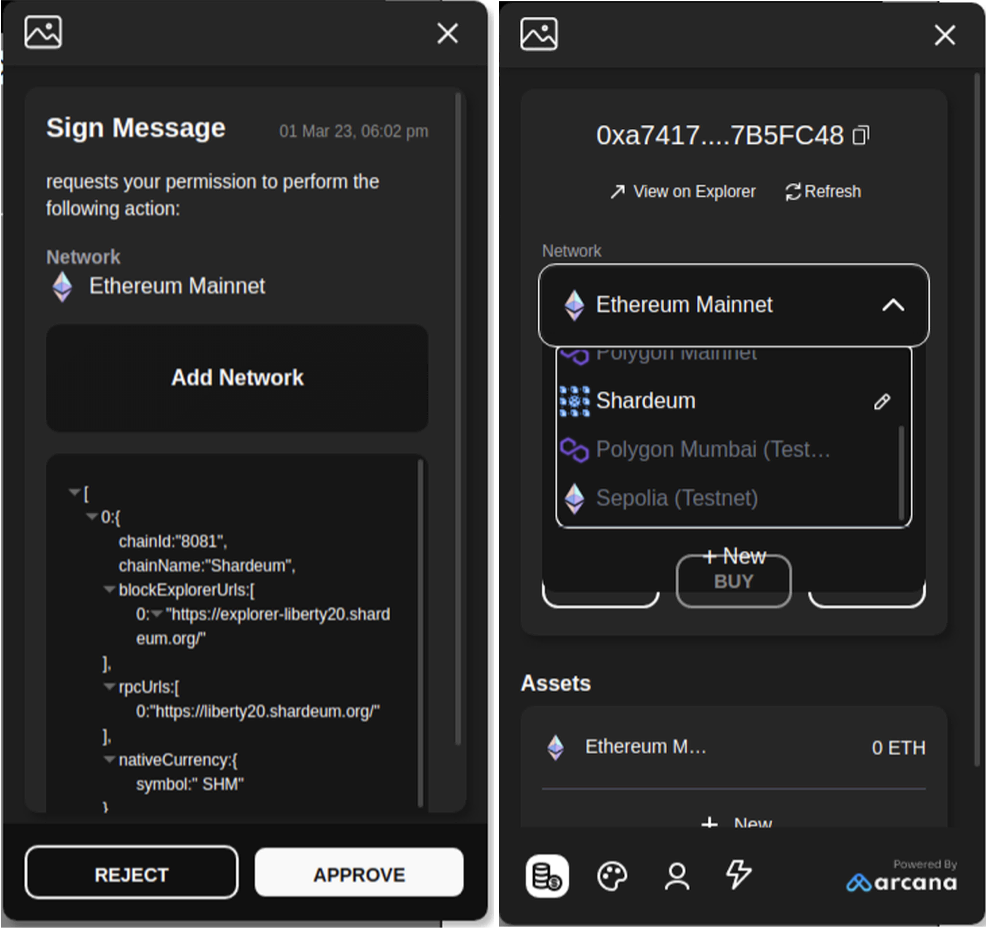 Sign Message
01 Mar 23, 06:02 pm
requests your permission to perform the
following action:
Network
Ethereum Mainnet
Add Network
[
0:{
chainId:"8081",
chainName:"Shardeum",
blockExplorerUrls:[
0: "https://explorer-liberty20.shard
eum.org/"
],
rpcUrls:[
0:"https://liberty20.shardeum.org/"
],
nativeCurrency:{
symbol:" SHM"
}
REJECT
APPROVE
0xa7417....7B5FC48
View on Explorer
Refresh
Network
Ethereum Mainnet
Polygon Mainnet
Shardeum
Polygon Mumbai (Test...
Sepolia (Testnet)
+ New
BUY
Assets
Ethereum M...
0 ETH
+ New
Powered By
arcana